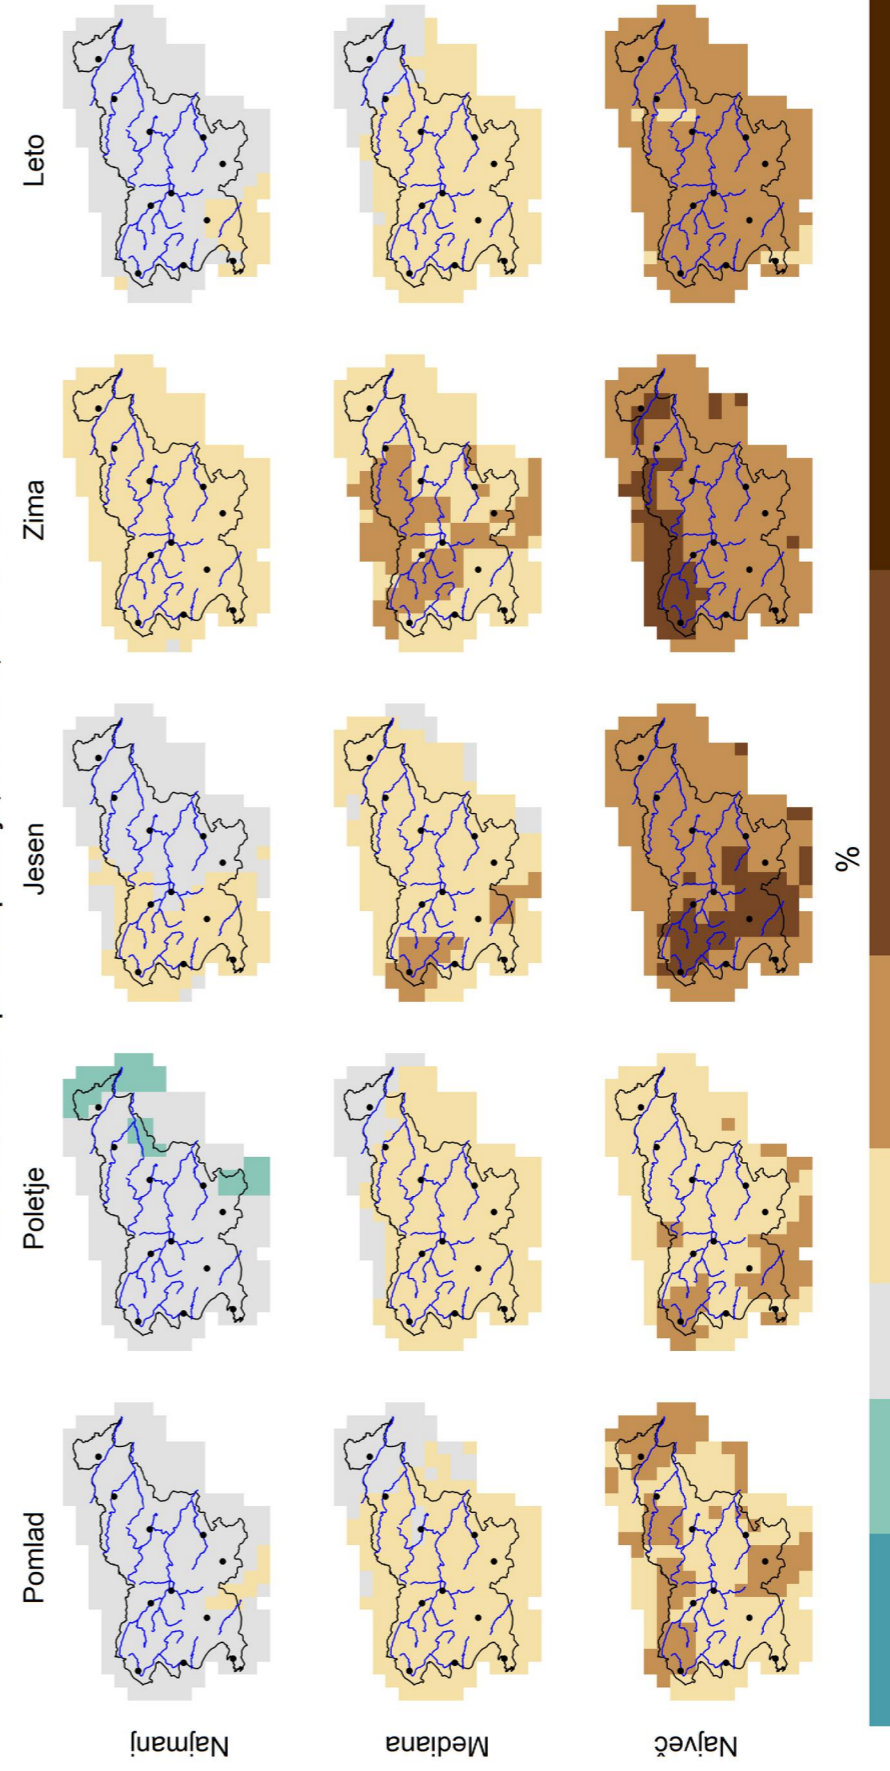 Pomlad
Poletje
Jesen
Zima
Leto
Najmanj
Mediana
Največ
%